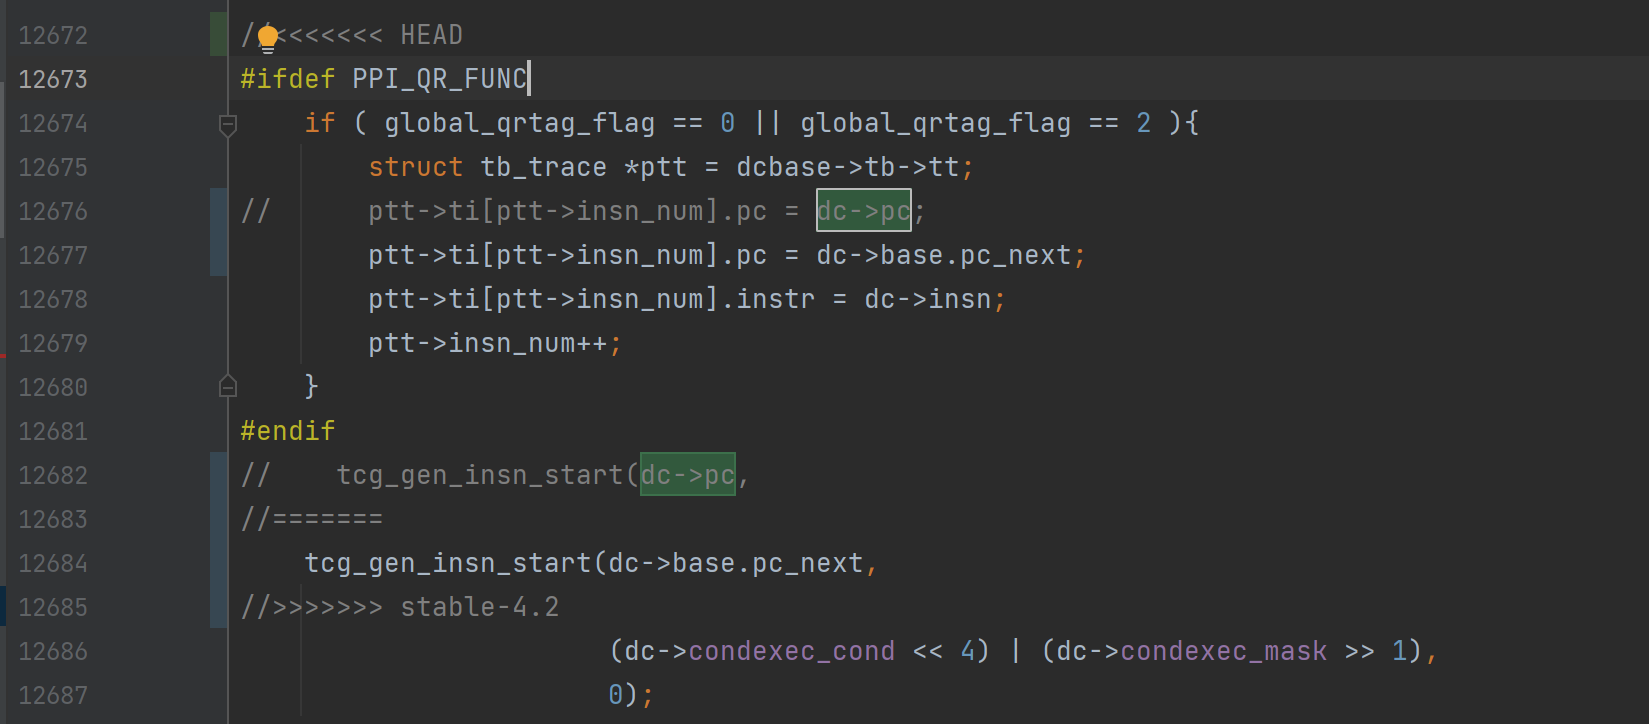 12672 //<<<<<<< HEAD
12673 #ifdef PPI_QR_FUNC
12674     if ( global_qrtag_flag == 0 || global_qrtag_flag == 2 ){
12675         struct tb_trace *ptt = dcbase->tb->tt;
12676 //      ptt->ti[ptt->insn_num].pc = dc->pc;
12677         ptt->ti[ptt->insn_num].pc = dc->base.pc_next;
12678         ptt->ti[ptt->insn_num].instr = dc->insn;
12679         ptt->insn_num++;
12680     }
12681 #endif
12682 //    tcg_gen_insn_start(dc->pc,
12683 //=======
12684     tcg_gen_insn_start(dc->base.pc_next,
12685 //>>>>>>> stable-4.2
12686                        (dc->condexec_cond << 4) | (dc->condexec_mask >> 1),
12687                        0);